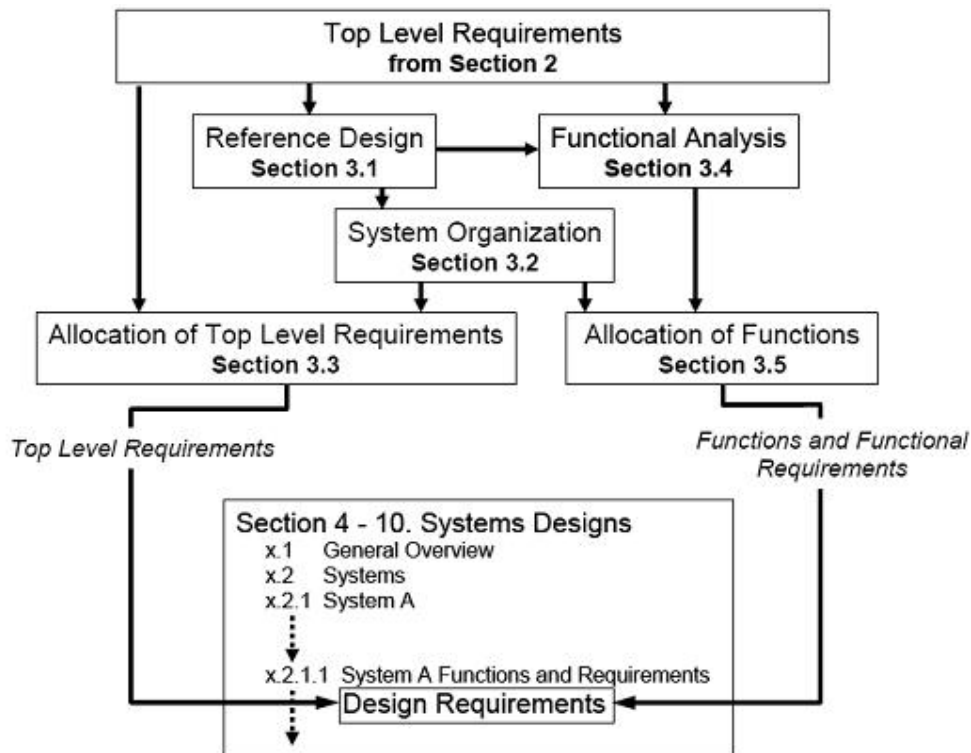 Top Level Requirements
from Section 2
Reference Design
Section 3.1
Functional Analysis
Section 3.4
System Organization
Section 3.2
Allocation of Top Level Requirements
Section 3.3
Allocation of Functions
Section 3.5
Top Level Requirements
Functions and Functional
Requirements
Section 4 - 10. Systems Designs
x.1 General Overview
x.2 Systems
x.2.1 System A
x.2.1.1 System A Functions and Requirements
Design Requirements